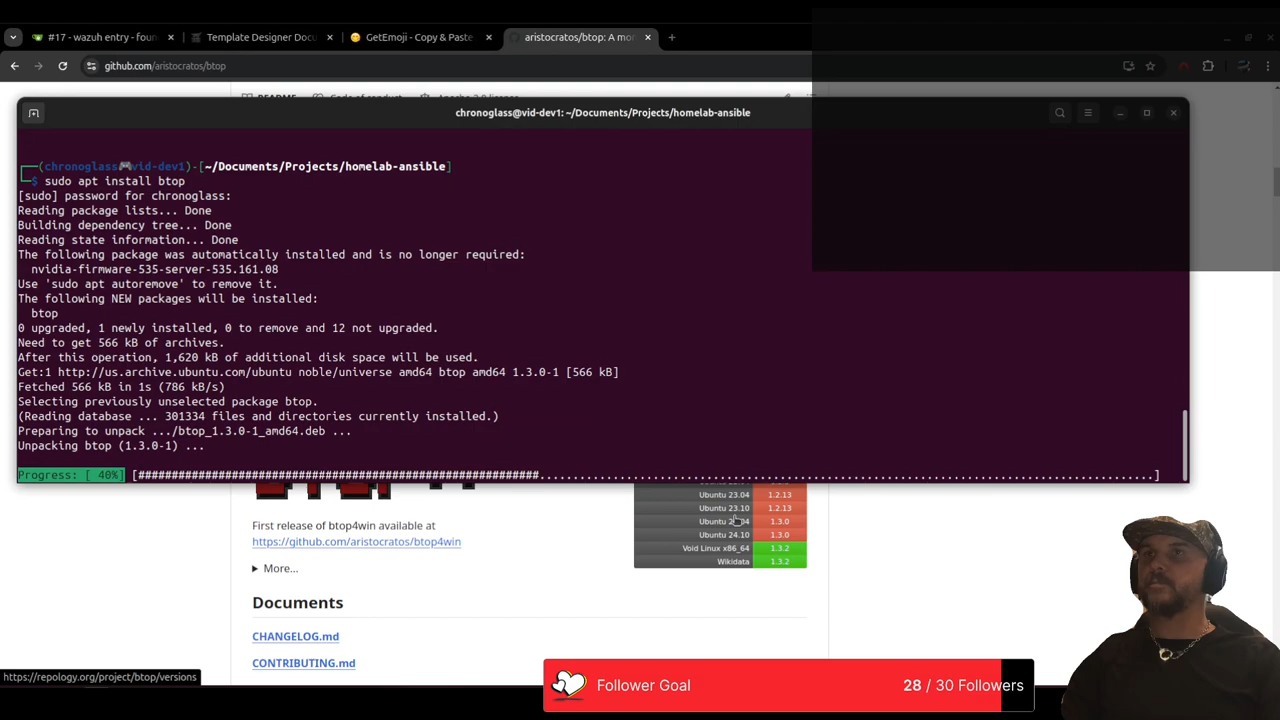 #17 - wazuh entry - foun
Template Designer Docu
GetEmoji - Copy & Paste
aristocratos/btop: A mo
github.com/aristocratos/btop
chronoglass@vid-dev1: ~/Documents/Projects/homelab-ansible
(chronoglass🎮vid-dev1)-[~/Documents/Projects/homelab-ansible]
$ sudo apt install btop
[sudo] password for chronoglass:
Reading package lists... Done
Building dependency tree... Done
Reading state information... Done
The following package was automatically installed and is no longer required:
nvidia-firmware-535-server-535.161.08
Use 'sudo apt autoremove' to remove it.
The following NEW packages will be installed:
btop
0 upgraded, 1 newly installed, 0 to remove and 12 not upgraded.
Need to get 566 kB of archives.
After this operation, 1,620 kB of additional disk space will be used.
Get:1 http://us.archive.ubuntu.com/ubuntu noble/universe amd64 btop amd64 1.3.0-1 [566 kB]
Fetched 566 kB in 1s (786 kB/s)
Selecting previously unselected package btop.
(Reading database ... 301334 files and directories currently installed.)
Preparing to unpack .../btop_1.3.0-1_amd64.deb ...
Unpacking btop (1.3.0-1) ...
Progress: [ 40%] [############################################################..........................................................................................]
Ubuntu 23.04 1.2.13
Ubuntu 23.10 1.2.13
Ubuntu 1.3.0
Ubuntu 24.10 1.3.0
Void Linux x86_64 1.3.2
Wikidata 1.3.2
First release of btop4win available at
https://github.com/aristocratos/btop4win
More...
Documents
CHANGELOG.md
CONTRIBUTING.md
https://repology.org/project/btop/versions
Follower Goal 28 / 30 Followers